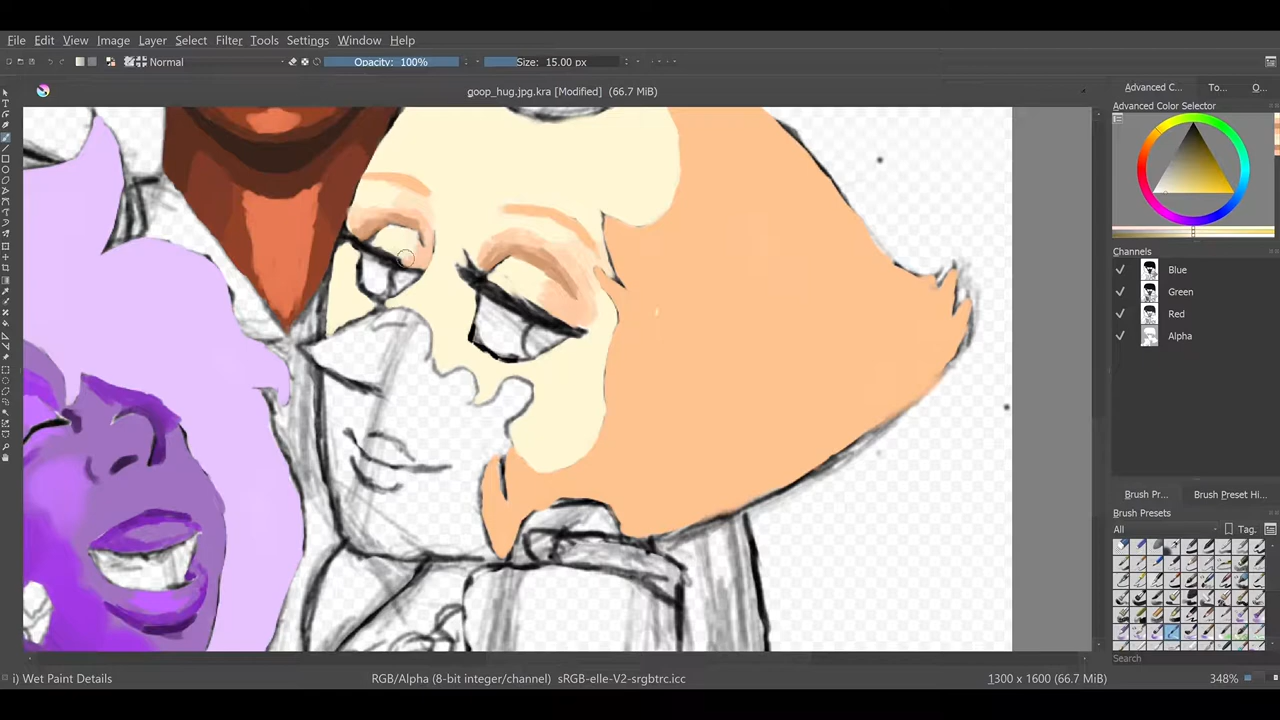 File Edit View Image Layer Select Filter Tools Settings Window Help
Normal Opacity: 100% Size: 15.00 px
goop_hug.jpg.kra [Modified] (66.7 MiB)
Advanced C... To... O...
Advanced Color Selector
Channels
Blue
Green
Red
Alpha
Brush Pr... Brush Preset Hi...
Brush Presets
All Tag.
Search
i) Wet Paint Details RGB/Alpha (8-bit integer/channel) sRGB-elle-V2-srgbtrc.icc 1300 x 1600 (66.7 MiB) 348%